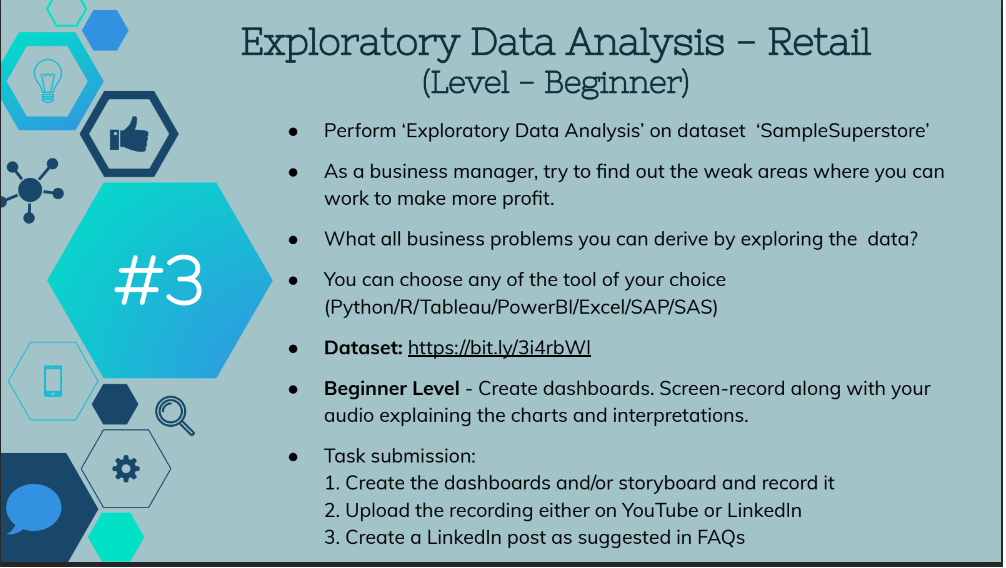 Exploratory Data Analysis – Retail
(Level – Beginner)
#3
● Perform ‘Exploratory Data Analysis’ on dataset ‘SampleSuperstore’
● As a business manager, try to find out the weak areas where you can
work to make more profit.
● What all business problems you can derive by exploring the data?
● You can choose any of the tool of your choice
(Python/R/Tableau/PowerBI/Excel/SAP/SAS)
● Dataset: https://bit.ly/3i4rbWl
● Beginner Level - Create dashboards. Screen-record along with your
audio explaining the charts and interpretations.
● Task submission:
1. Create the dashboards and/or storyboard and record it
2. Upload the recording either on YouTube or LinkedIn
3. Create a LinkedIn post as suggested in FAQs